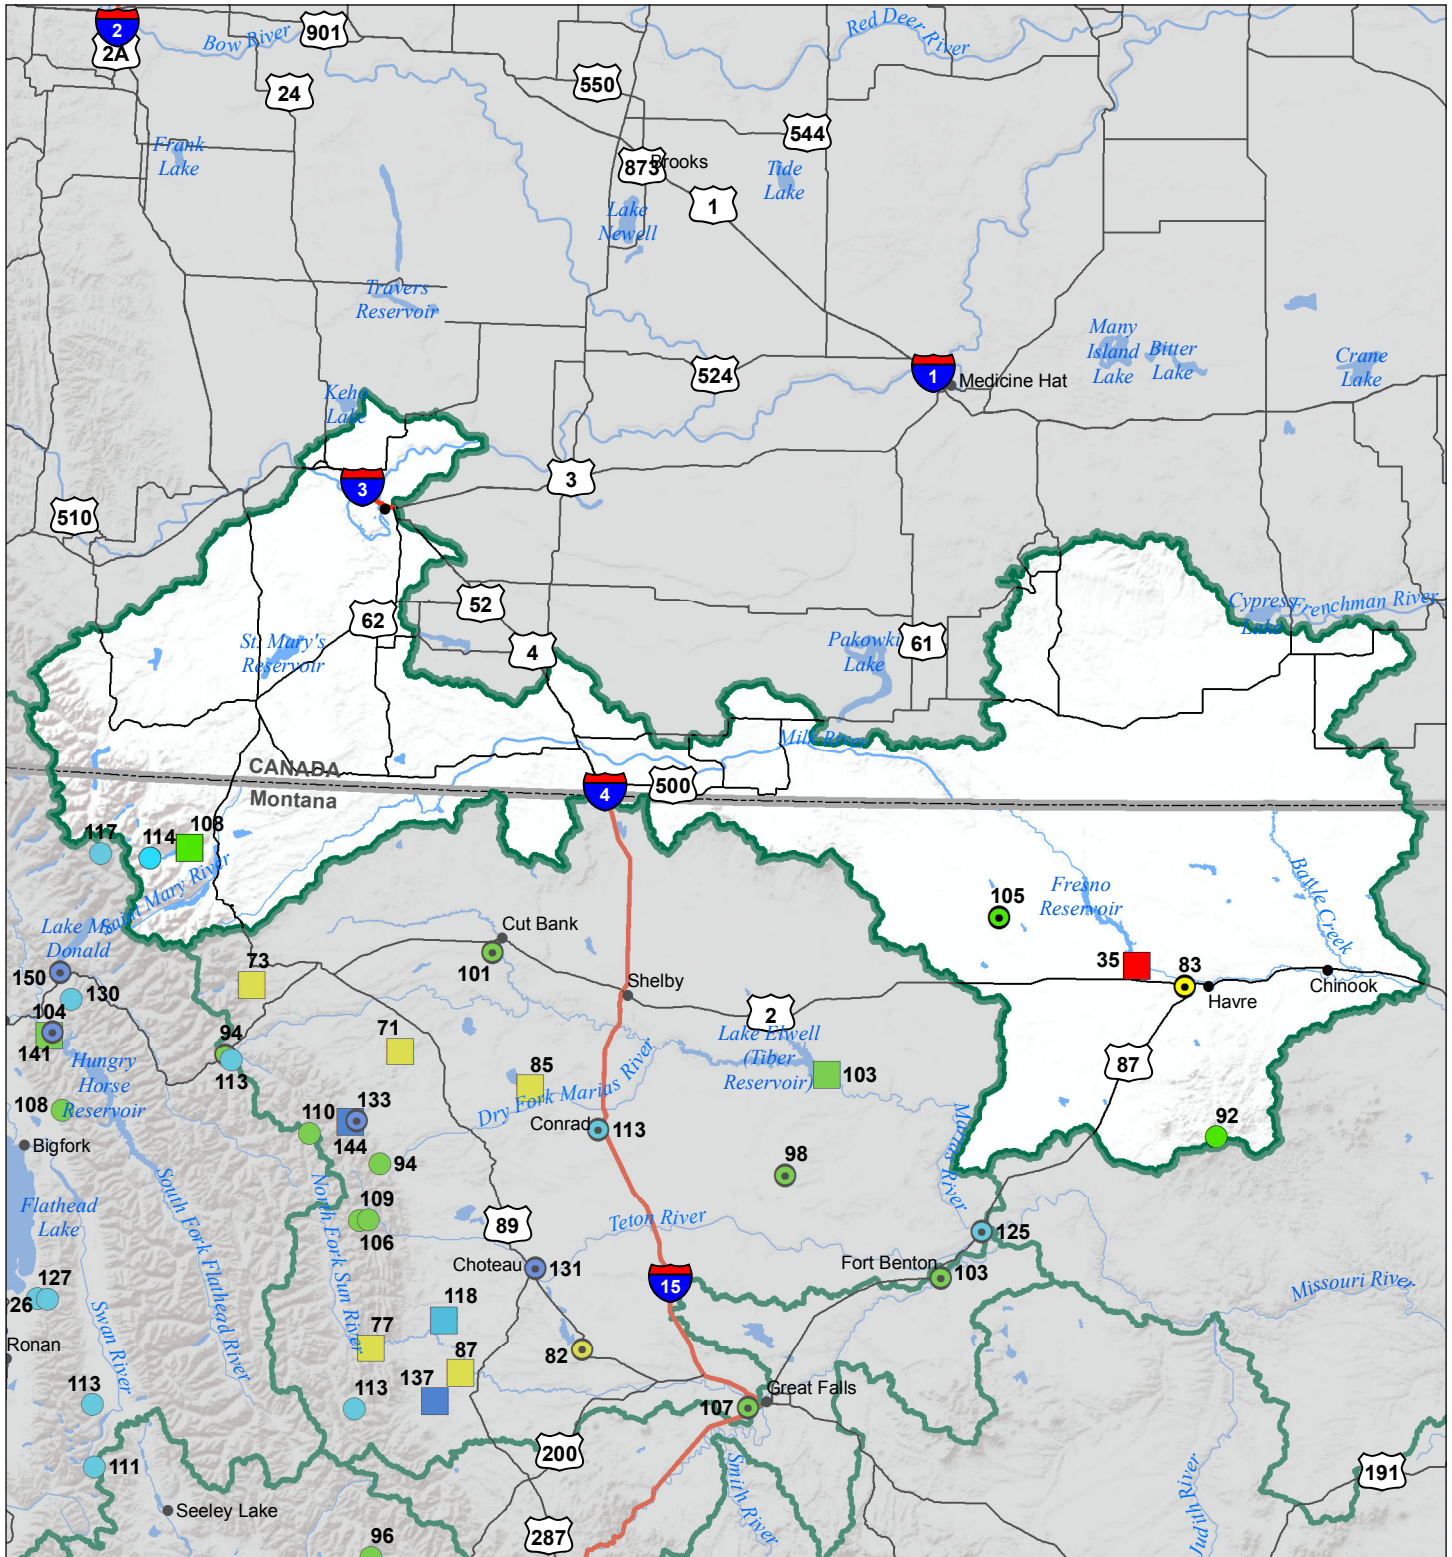 2
2A
Bow River
901
Red Deer
River
24
550
544
Frank
Lake
873
Brooks
Tide
Lake
1
Lake
Newell
Travers
Reservoir
Many
Island
Lake
Bitter
Lake
Crane
Lake
524
1
Medicine Hat
Keho
Lake
3
3
510
52
62
4
61
St. Mary's
Reservoir
Pakowki
Lake
Cypress
Lake
Frenchman River
Milk River
CANADA
Montana
4
500
117
114
108
Saint Mary River
Lake Mc
Donald
105
Fresno
Reservoir
Battle Creek
Cut Bank
101
150
130
73
35
83
Havre
Chinook
Shelby
2
104
141
94
113
71
Lake Elwell
(Tiber
Reservoir)
103
87
Hungry
Horse
Reservoir
85
Dry Fork Marias River
108
110
133
144
Conrad
113
92
Bigfork
94
98
Marias River
Flathead
Lake
South Fork Flathead River
North Fork Sun River
109
106
89
Teton River
125
Choteau
131
Fort Benton
103
15
Missouri River
127
26
Swan River
118
Ronan
77
87
82
113
113
137
Great Falls
107
111
200
Smith River
Judith River
191
Seeley Lake
96
287